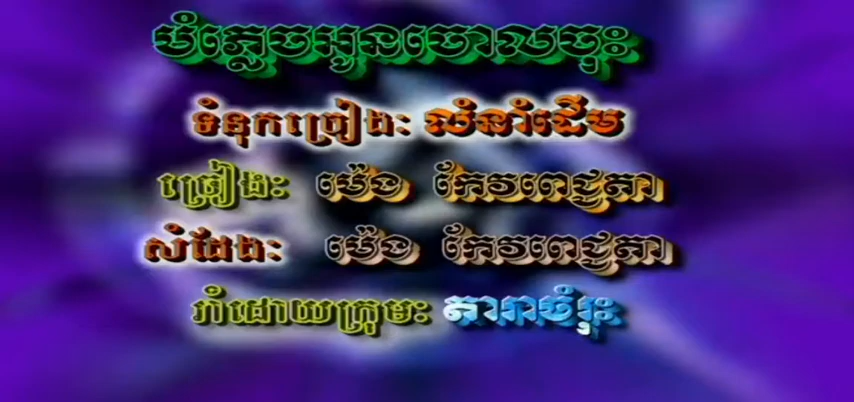 បំភ្លេចអូនចោលចុះ
ទំនុកច្រៀងៈ លំនាំដើម
ច្រៀងៈ ម៉េង កែវពេជ្ជតា
សំដែងៈ ម៉េង កែវពេជ្ជតា
រាំដោយក្រុមៈ តារាចំរុះ